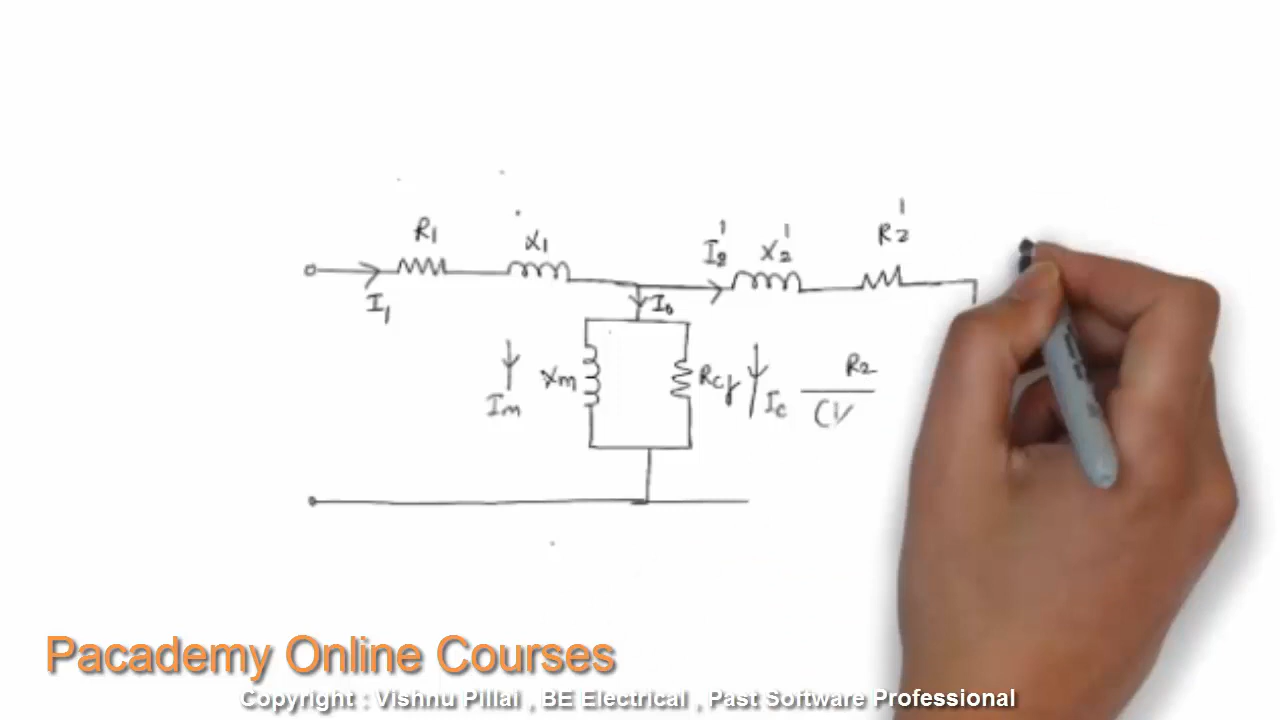 R1
X1
I2'
X2'
R2'
I1
I0
Im
Xm
Ic
R2
Pacademy Online Courses
Copyright : Vishnu Pillai , BE Electrical , Past Software Professional